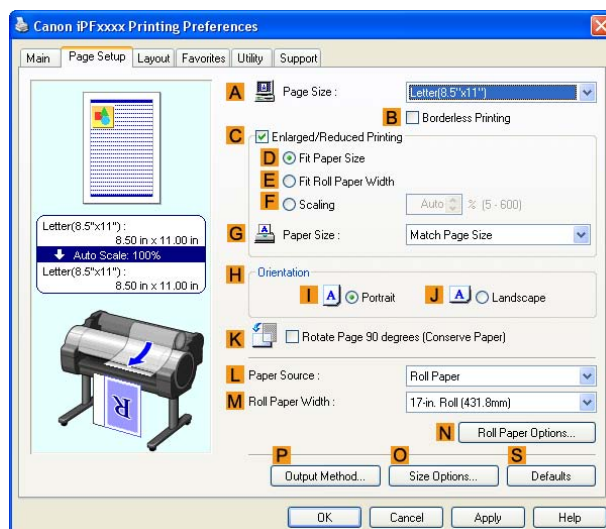 Canon iPFxxxx Printing Preferences
Main Page Setup Layout Favorites Utility Support
A Page Size : Letter(8.5"x11")
B Borderless Printing
C Enlarged/Reduced Printing
D Fit Paper Size
E Fit Roll Paper Width
F Scaling Auto % (5 - 600)
G Paper Size : Match Page Size
Letter(8.5"x11") :
8.50 in x 11.00 in
Auto Scale: 100%
Letter(8.5"x11") :
8.50 in x 11.00 in
H Orientation
I A Portrait J A Landscape
K Rotate Page 90 degrees (Conserve Paper)
L Paper Source : Roll Paper
M Roll Paper Width : 17-in. Roll (431.8mm)
R
N Roll Paper Options...
P O S
Output Method... Size Options... Defaults
OK Cancel Apply Help